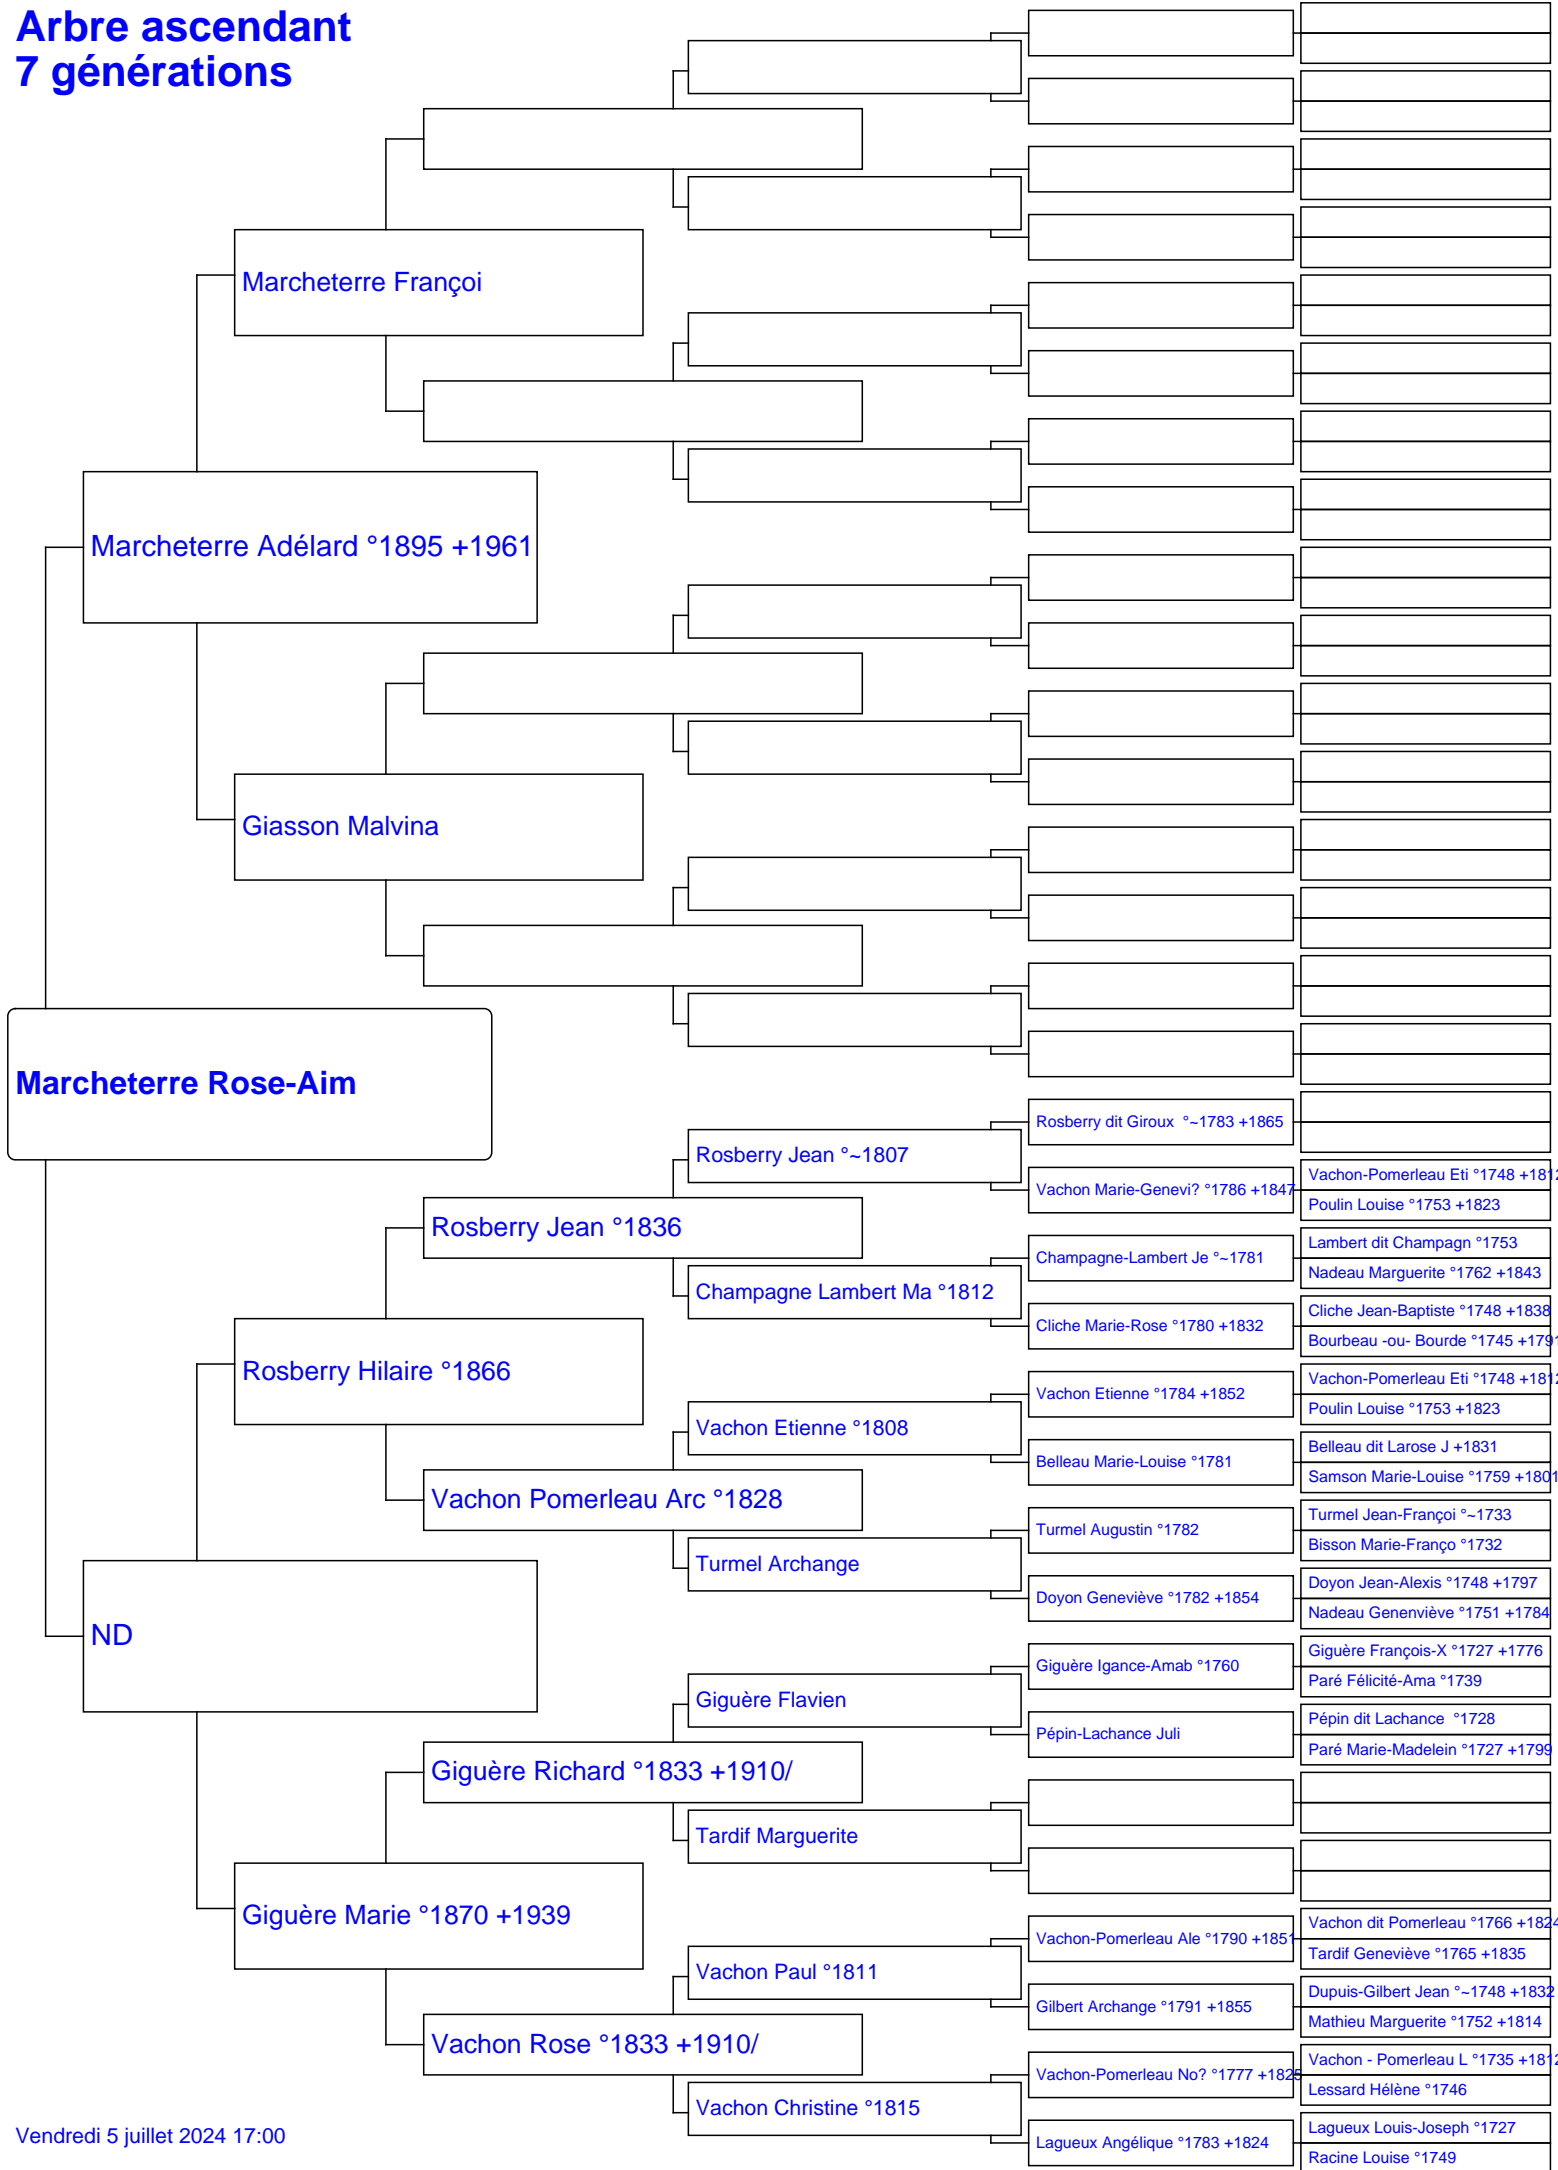 Arbre ascendant
7 générations
Marcheterre Françoi
Marcheterre Adélard °1895 +1961
Giasson Malvina
Marcheterre Rose-Aim
Rosberry dit Giroux  °~1783 +1865
Rosberry Jean °~1807
Vachon-Pomerleau Eti °1748 +1812
Vachon Marie-Genevi? °1786 +1847
Poulin Louise °1753 +1823
Rosberry Jean °1836
Lambert dit Champagn °1753
Champagne-Lambert Je °~1781
Nadeau Marguerite °1762 +1843
Champagne Lambert Ma °1812
Cliche Jean-Baptiste °1748 +1838
Cliche Marie-Rose °1780 +1832
Bourbeau -ou- Bourde °1745 +1791
Rosberry Hilaire °1866
Vachon-Pomerleau Eti °1748 +1812
Vachon Etienne °1784 +1852
Poulin Louise °1753 +1823
Vachon Etienne °1808
Belleau dit Larose J +1831
Belleau Marie-Louise °1781
Samson Marie-Louise °1759 +1801
Vachon Pomerleau Arc °1828
Turmel Jean-Françoi °~1733
Turmel Augustin °1782
Bisson Marie-Franço °1732
Turmel Archange
Doyon Jean-Alexis °1748 +1797
Doyon Geneviève °1782 +1854
Nadeau Genenviève °1751 +1784
ND
Giguère François-X °1727 +1776
Giguère Igance-Amab °1760
Paré Félicité-Ama °1739
Giguère Flavien
Pépin dit Lachance  °1728
Pépin-Lachance Juli
Paré Marie-Madelein °1727 +1799
Giguère Richard °1833 +1910/
Tardif Marguerite
Giguère Marie °1870 +1939
Vachon dit Pomerleau °1766 +1824
Vachon-Pomerleau Ale °1790 +1851
Tardif Geneviève °1765 +1835
Vachon Paul °1811
Dupuis-Gilbert Jean °~1748 +1832
Gilbert Archange °1791 +1855
Mathieu Marguerite °1752 +1814
Vachon Rose °1833 +1910/
Vachon - Pomerleau L °1735 +1812
Vachon-Pomerleau No? °1777 +1825
Lessard Hélène °1746
Vachon Christine °1815
Lagueux Louis-Joseph °1727
Lagueux Angélique °1783 +1824
Racine Louise °1749
Vendredi 5 juillet 2024 17:00